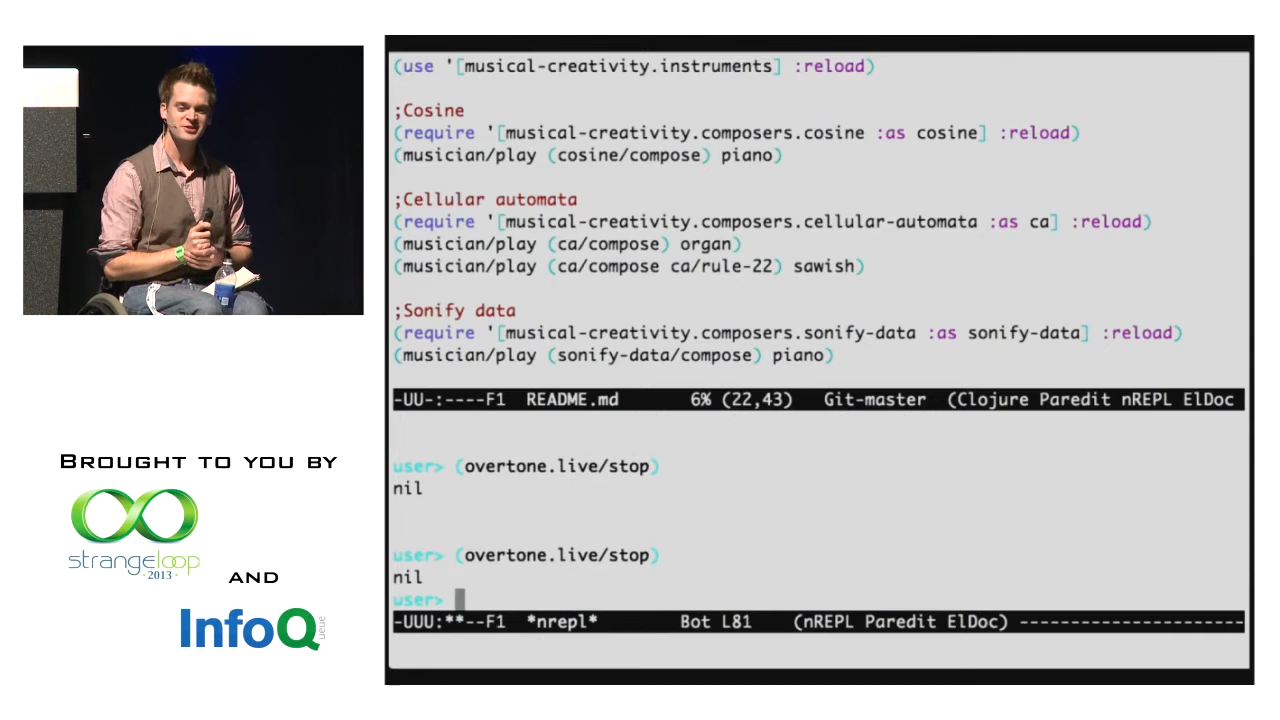 (use '[musical-creativity.instruments] :reload)
;Cosine
(require '[musical-creativity.composers.cosine :as cosine] :reload)
(musician/play (cosine/compose) piano)
;Cellular automata
(require '[musical-creativity.composers.cellular-automata :as ca] :reload)
(musician/play (ca/compose) organ)
(musician/play (ca/compose ca/rule-22) sawish)
;Sonify data
(require '[musical-creativity.composers.sonify-data :as sonify-data] :reload)
(musician/play (sonify-data/compose) piano)
-UU-:----F1  README.md       6% (22,43)   Git-master  (Clojure Paredit nREPL ElDoc
user> (overtone.live/stop)
nil
user> (overtone.live/stop)
nil
user>
-UUU:**--F1  *nrepl*        Bot L81    (nREPL Paredit ElDoc) ----------------------
BROUGHT TO YOU BY
strangeloop
·2013·
AND
InfoQ
ueue